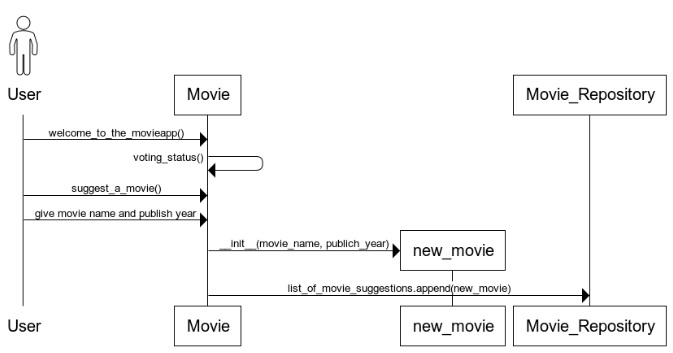 User
Movie
Movie_Repository
welcome_to_the_movieapp()
voting_status()
suggest_a_movie()
give movie name and publish year
__init__(movie_name, publich_year)
new_movie
list_of_movie_suggestions.append(new_movie)
User
Movie
new_movie
Movie_Repository